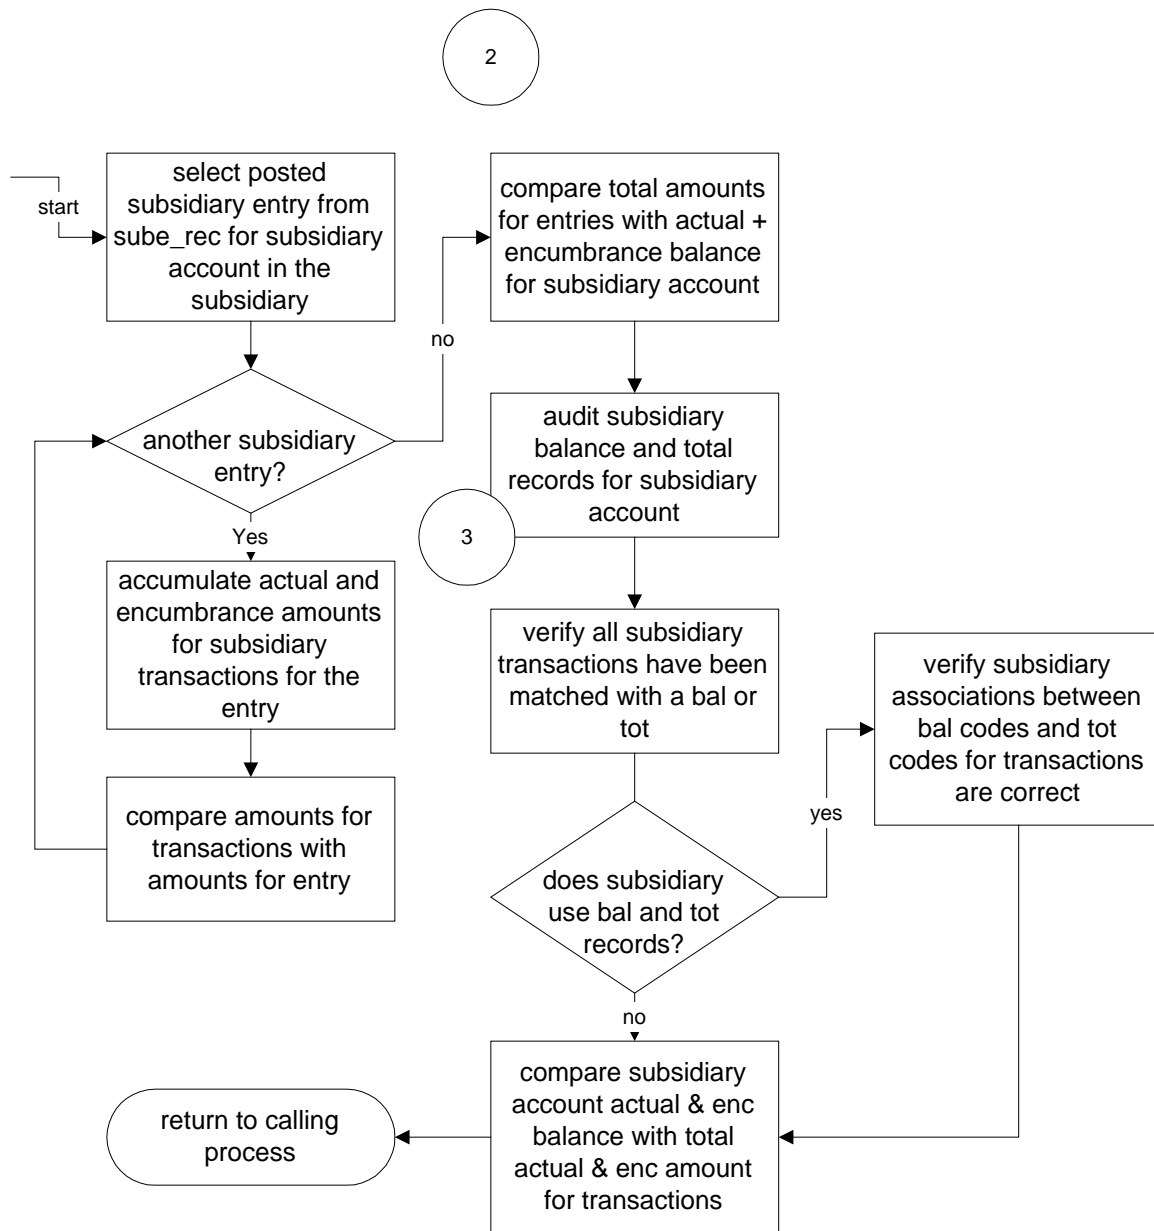 2
select posted
subsidiary entry from
sube_rec for subsidiary
account in the
subsidiary
start
compare total amounts
for entries with actual +
encumbrance balance
for subsidiary account
no
another subsidiary
entry?
audit subsidiary
balance and total
records for subsidiary
account
3
Yes
accumulate actual and
encumbrance amounts
for subsidiary
transactions for the
entry
verify all subsidiary
transactions have been
matched with a bal or
tot
verify subsidiary
associations between
bal codes and tot
codes for transactions
are correct
compare amounts for
transactions with
amounts for entry
yes
does subsidiary
use bal and tot
records?
no
compare subsidiary
account actual & enc
balance with total
actual & enc amount
for transactions
return to calling
process